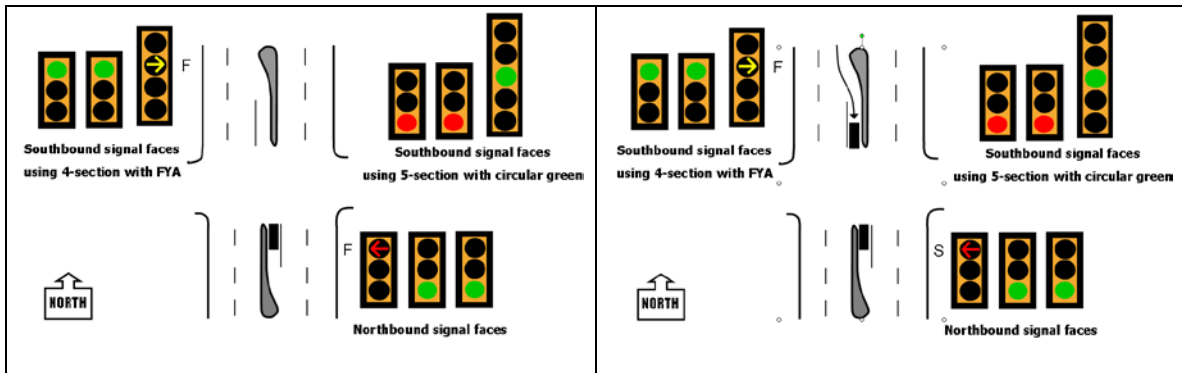 F
Southbound signal faces
using 4-section with FYA
Southbound signal faces
using 5-section with circular green
F
NORTH
Northbound signal faces
F
Southbound signal faces
using 4-section with FYA
Southbound signal faces
using 5-section with circular green
S
NORTH
Northbound signal faces